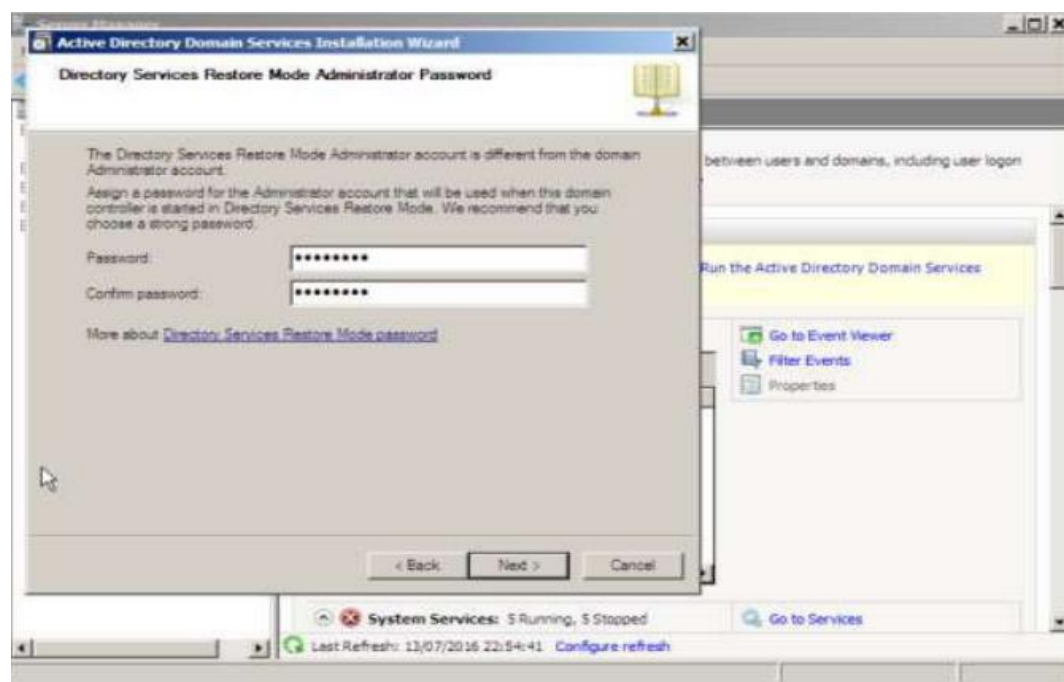 Server Manager
Active Directory Domain Services Installation Wizard
Directory Services Restore Mode Administrator Password
The Directory Services Restore Mode Administrator account is different from the domain
Administrator account.
Assign a password for the Administrator account that will be used when this domain
controller is started in Directory Services Restore Mode. We recommend that you
choose a strong password.
Password:
••••••••
Confirm password:
••••••••
More about Directory Services Restore Mode password
< Back
Next >
Cancel
between users and domains, including user logon
Run the Active Directory Domain Services
Go to Event Viewer
Filter Events
Properties
System Services: 5 Running, 5 Stopped
Go to Services
Last Refresh: 13/07/2016 22:54:41 Configure refresh